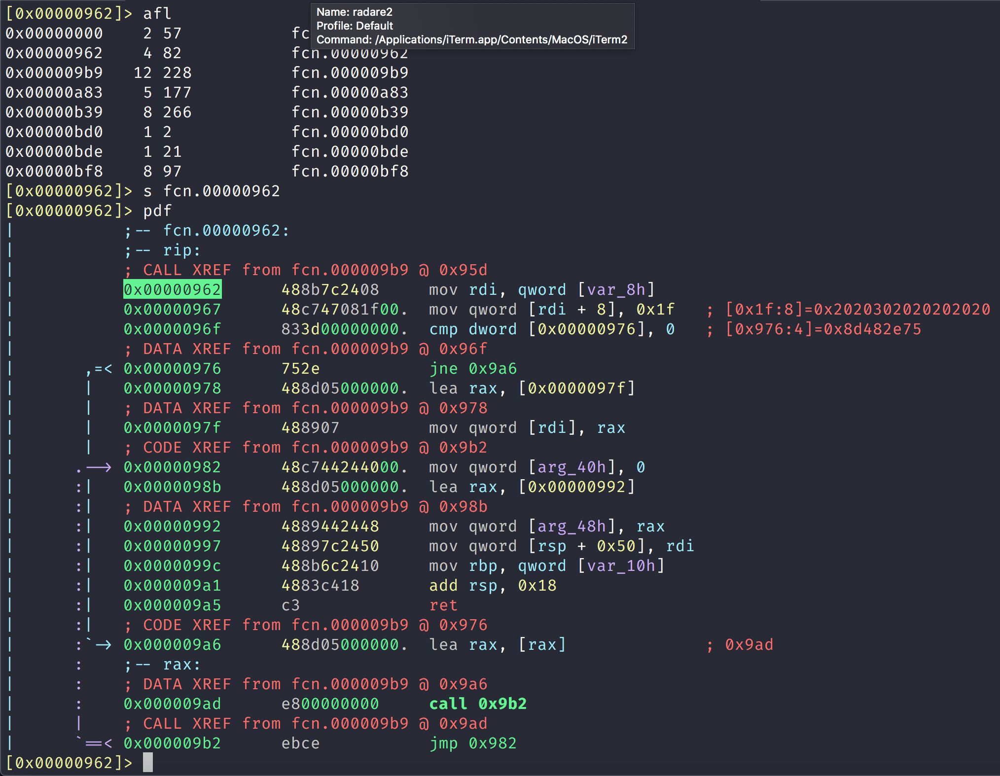 [0x00000962]> afl
Name: radare2
Profile: Default
Command: /Applications/iTerm.app/Contents/MacOS/iTerm2
0x00000000    2 57
0x00000962    4 82           fcn.00000962
0x000009b9   12 228          fcn.000009b9
0x00000a83    5 177          fcn.00000a83
0x00000b39    8 266          fcn.00000b39
0x00000bd0    1 2            fcn.00000bd0
0x00000bde    1 21           fcn.00000bde
0x00000bf8    8 97           fcn.00000bf8
[0x00000962]> s fcn.00000962
[0x00000962]> pdf
|           ;-- fcn.00000962:
|           ;-- rip:
|           ; CALL XREF from fcn.000009b9 @ 0x95d
|           0x00000962      488b7c2408     mov rdi, qword [var_8h]
|           0x00000967      48c747081f00.  mov qword [rdi + 8], 0x1f   ; [0x1f:8]=0x2020302020202020
|           0x0000096f      833d00000000.  cmp dword [0x00000976], 0   ; [0x976:4]=0x8d482e75
|           ; DATA XREF from fcn.000009b9 @ 0x96f
|       ,=< 0x00000976      752e           jne 0x9a6
|       |   0x00000978      488d05000000.  lea rax, [0x0000097f]
|       |   ; DATA XREF from fcn.000009b9 @ 0x978
|       |   0x0000097f      488907         mov qword [rdi], rax
|       |   ; CODE XREF from fcn.000009b9 @ 0x9b2
|      .--> 0x00000982      48c744244000.  mov qword [arg_40h], 0
|      :|   0x0000098b      488d05000000.  lea rax, [0x00000992]
|      :|   ; DATA XREF from fcn.000009b9 @ 0x98b
|      :|   0x00000992      4889442448     mov qword [arg_48h], rax
|      :|   0x00000997      48897c2450     mov qword [rsp + 0x50], rdi
|      :|   0x0000099c      488b6c2410     mov rbp, qword [var_10h]
|      :|   0x000009a1      4883c418       add rsp, 0x18
|      :|   0x000009a5      c3             ret
|      :|   ; CODE XREF from fcn.000009b9 @ 0x976
|      :`-> 0x000009a6      488d05000000.  lea rax, [rax]              ; 0x9ad
|      :    ;-- rax:
|      :    ; DATA XREF from fcn.000009b9 @ 0x9a6
|      :    0x000009ad      e800000000     call 0x9b2
|      |    ; CALL XREF from fcn.000009b9 @ 0x9ad
|      `==< 0x000009b2      ebce           jmp 0x982
[0x00000962]>